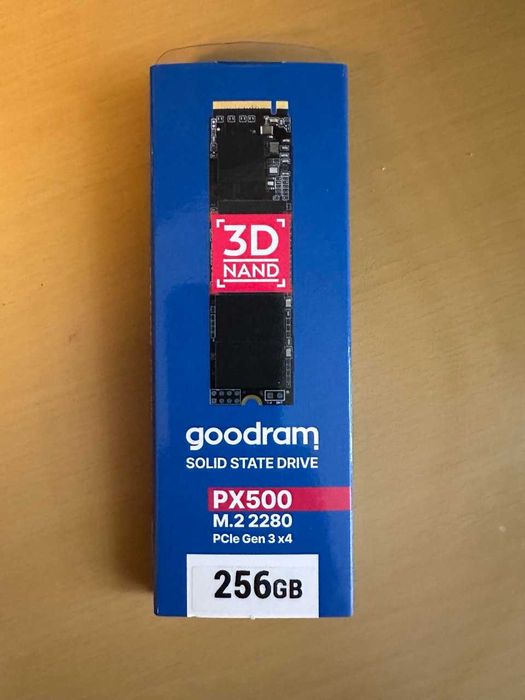 3D
NAND
goodram
SOLID STATE DRIVE
PX500
M.2 2280
PCIe Gen 3 x4
256GB